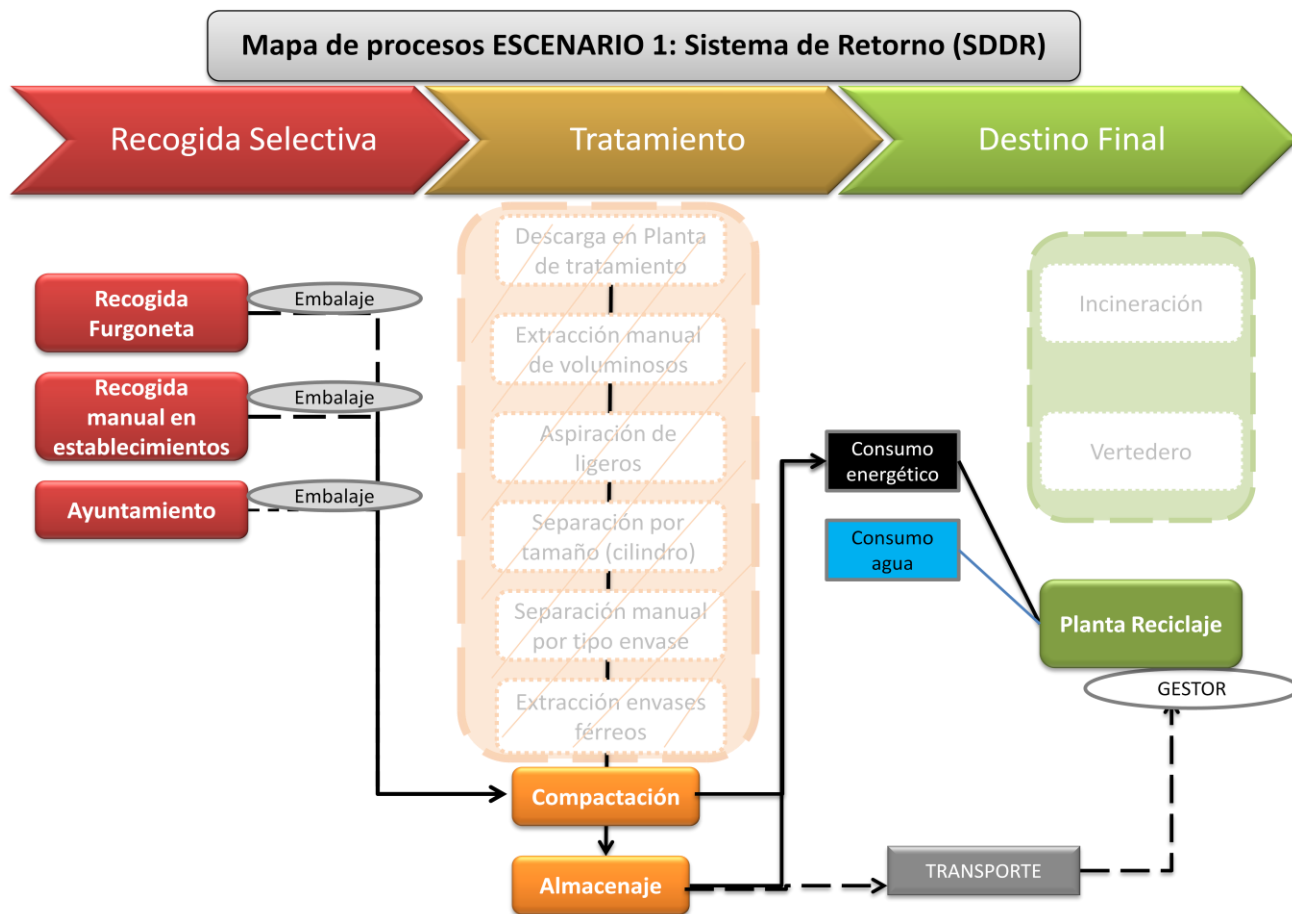 Mapa de procesos ESCENARIO 1: Sistema de Retorno (SDDR)
Recogida Selectiva
Tratamiento
Destino Final
Recogida
Furgoneta
Embalaje
Recogida
manual en
establecimientos
Embalaje
Ayuntamiento
Embalaje
Descarga en Planta
de tratamiento
Extracción manual
de voluminosos
Aspiración de
ligeros
Separación por
tamaño (cilindro)
Separación manual
por tipo envase
Extracción envases
férreos
Compactación
Almacenaje
Consumo
energético
Consumo
agua
TRANSPORTE
Incineración
Vertedero
Planta Reciclaje
GESTOR